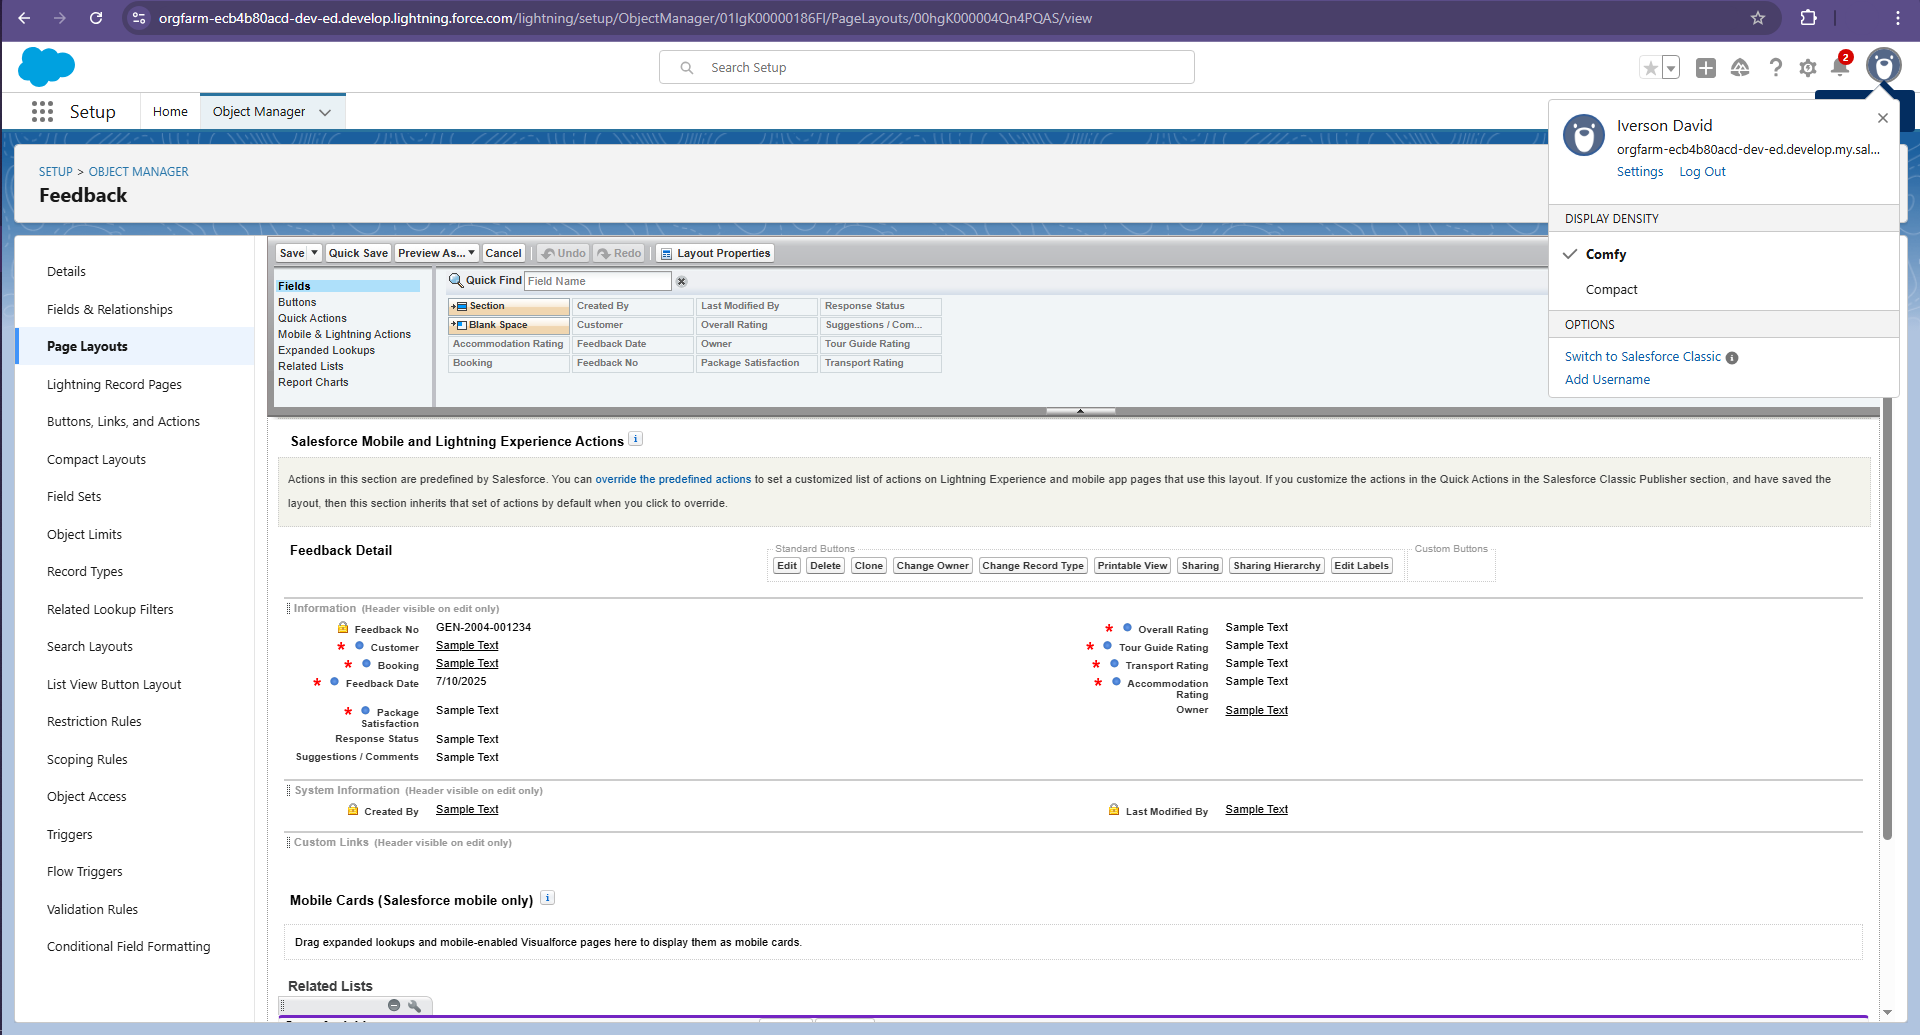 orgfarm-ecb4b80acd-dev-ed.develop.lightning.force.com/lightning/setup/ObjectManager/01IgK00000186FI/PageLayouts/00hgK000004Qn4PQAS/view
Search Setup
2
Setup
Home
Object Manager
SETUP > OBJECT MANAGER
Feedback
Iverson David
orgfarm-ecb4b80acd-dev-ed.develop.my.sal...
Settings Log Out
DISPLAY DENSITY
Comfy
Compact
OPTIONS
Switch to Salesforce Classic
Add Username
Details
Fields & Relationships
Page Layouts
Lightning Record Pages
Buttons, Links, and Actions
Compact Layouts
Field Sets
Object Limits
Record Types
Related Lookup Filters
Search Layouts
List View Button Layout
Restriction Rules
Scoping Rules
Object Access
Triggers
Flow Triggers
Validation Rules
Conditional Field Formatting
Save Quick Save Preview As... Cancel Undo Redo Layout Properties
Fields
Buttons
Quick Actions
Mobile & Lightning Actions
Expanded Lookups
Related Lists
Report Charts
Quick Find Field Name
Section Created By Last Modified By Response Status
Blank Space Customer Overall Rating Suggestions / Com...
Accommodation Rating Feedback Date Owner Tour Guide Rating
Booking Feedback No Package Satisfaction Transport Rating
Salesforce Mobile and Lightning Experience Actions i
Actions in this section are predefined by Salesforce. You can override the predefined actions to set a customized list of actions on Lightning Experience and mobile app pages that use this layout. If you customize the actions in the Quick Actions in the Salesforce Classic Publisher section, and have saved the
layout, then this section inherits that set of actions by default when you click to override.
Feedback Detail
Standard Buttons
Edit Delete Clone Change Owner Change Record Type Printable View Sharing Sharing Hierarchy Edit Labels
Custom Buttons
Information (Header visible on edit only)
Feedback No GEN-2004-001234
* Customer Sample Text
* Booking Sample Text
* Feedback Date 7/10/2025
* Package Satisfaction Sample Text
Response Status Sample Text
Suggestions / Comments Sample Text
* Overall Rating Sample Text
* Tour Guide Rating Sample Text
* Transport Rating Sample Text
* Accommodation Rating Sample Text
Owner Sample Text
System Information (Header visible on edit only)
Created By Sample Text
Last Modified By Sample Text
Custom Links (Header visible on edit only)
Mobile Cards (Salesforce mobile only) i
Drag expanded lookups and mobile-enabled Visualforce pages here to display them as mobile cards.
Related Lists